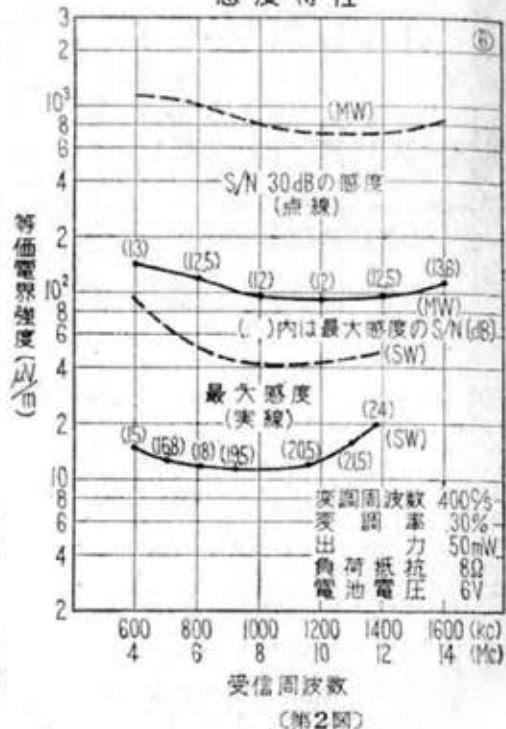 感度特性
⑥
3
2
10³
8
6
4
2
10²
8
6
4
2
10
8
6
4
2
等価電界強度(μV/m)
(MW)
S/N 30dBの感度
(点線)
(13) (12,5) (12) (12) (12,5) (13,6)
(MW)
( )内は最大感度のS/N(dB)
(SW)
最大感度
(実線)
(24)
(SW)
(15) (16,8) (18) (19,5) (20,5) (21,5)
変調周波数 400c/s
変調率 30%
出力 50mW
負荷抵抗 8Ω
電池電圧 6V
600 800 1000 1200 1400 1600 (kc)
4 6 8 10 12 14 (Mc)
受信周波数
(第2図)